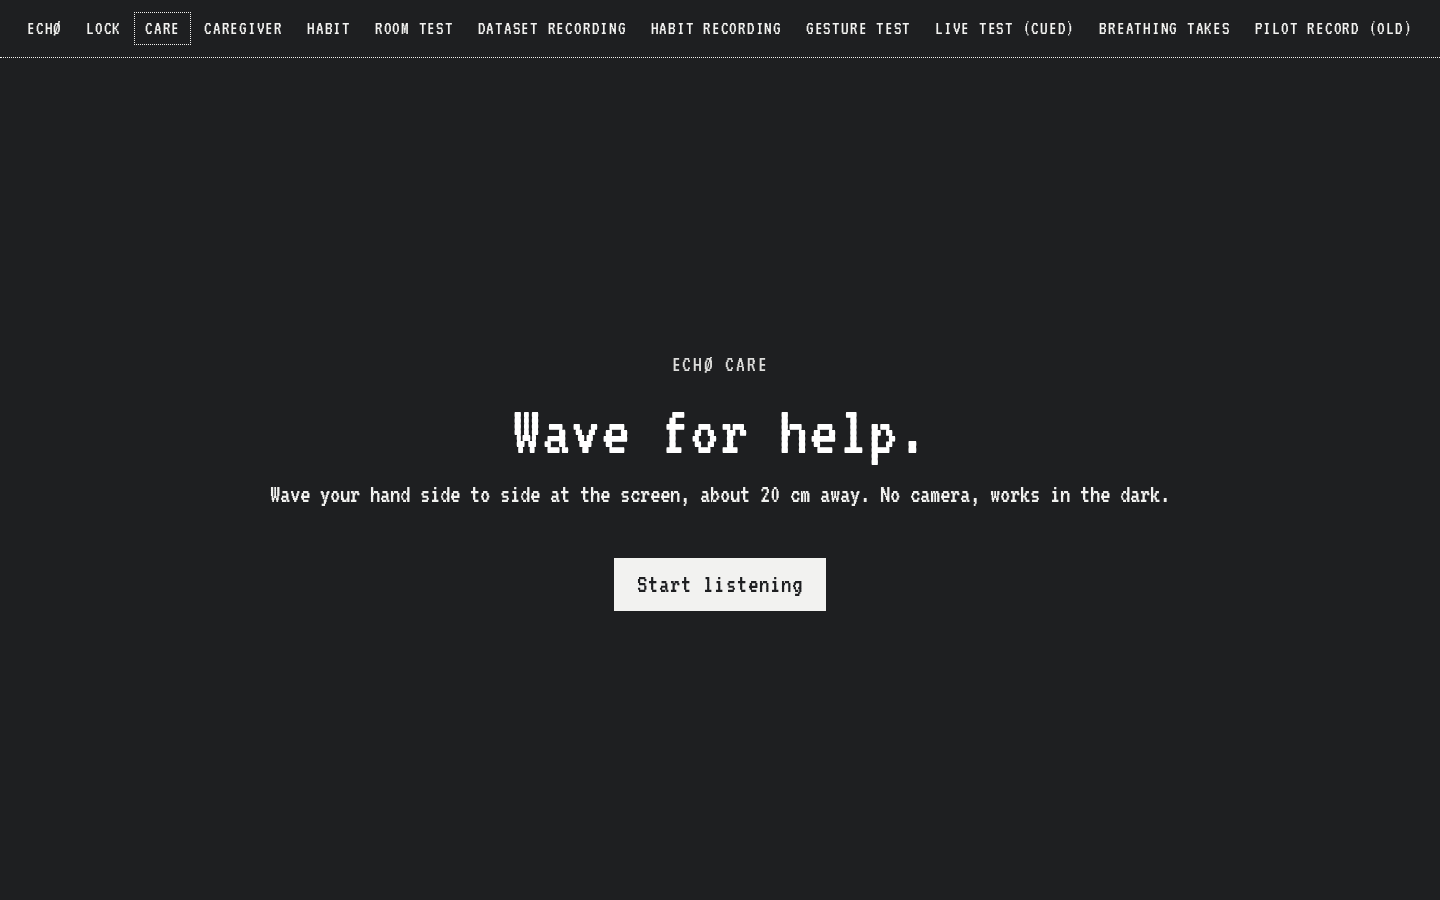 ECHØ LOCK CARE CAREGIVER HABIT ROOM TEST DATASET RECORDING HABIT RECORDING GESTURE TEST LIVE TEST (CUED) BREATHING TAKES PILOT RECORD (OLD)
ECHØ CARE
Wave for help.
Wave your hand side to side at the screen, about 20 cm away. No camera, works in the dark.
Start listening